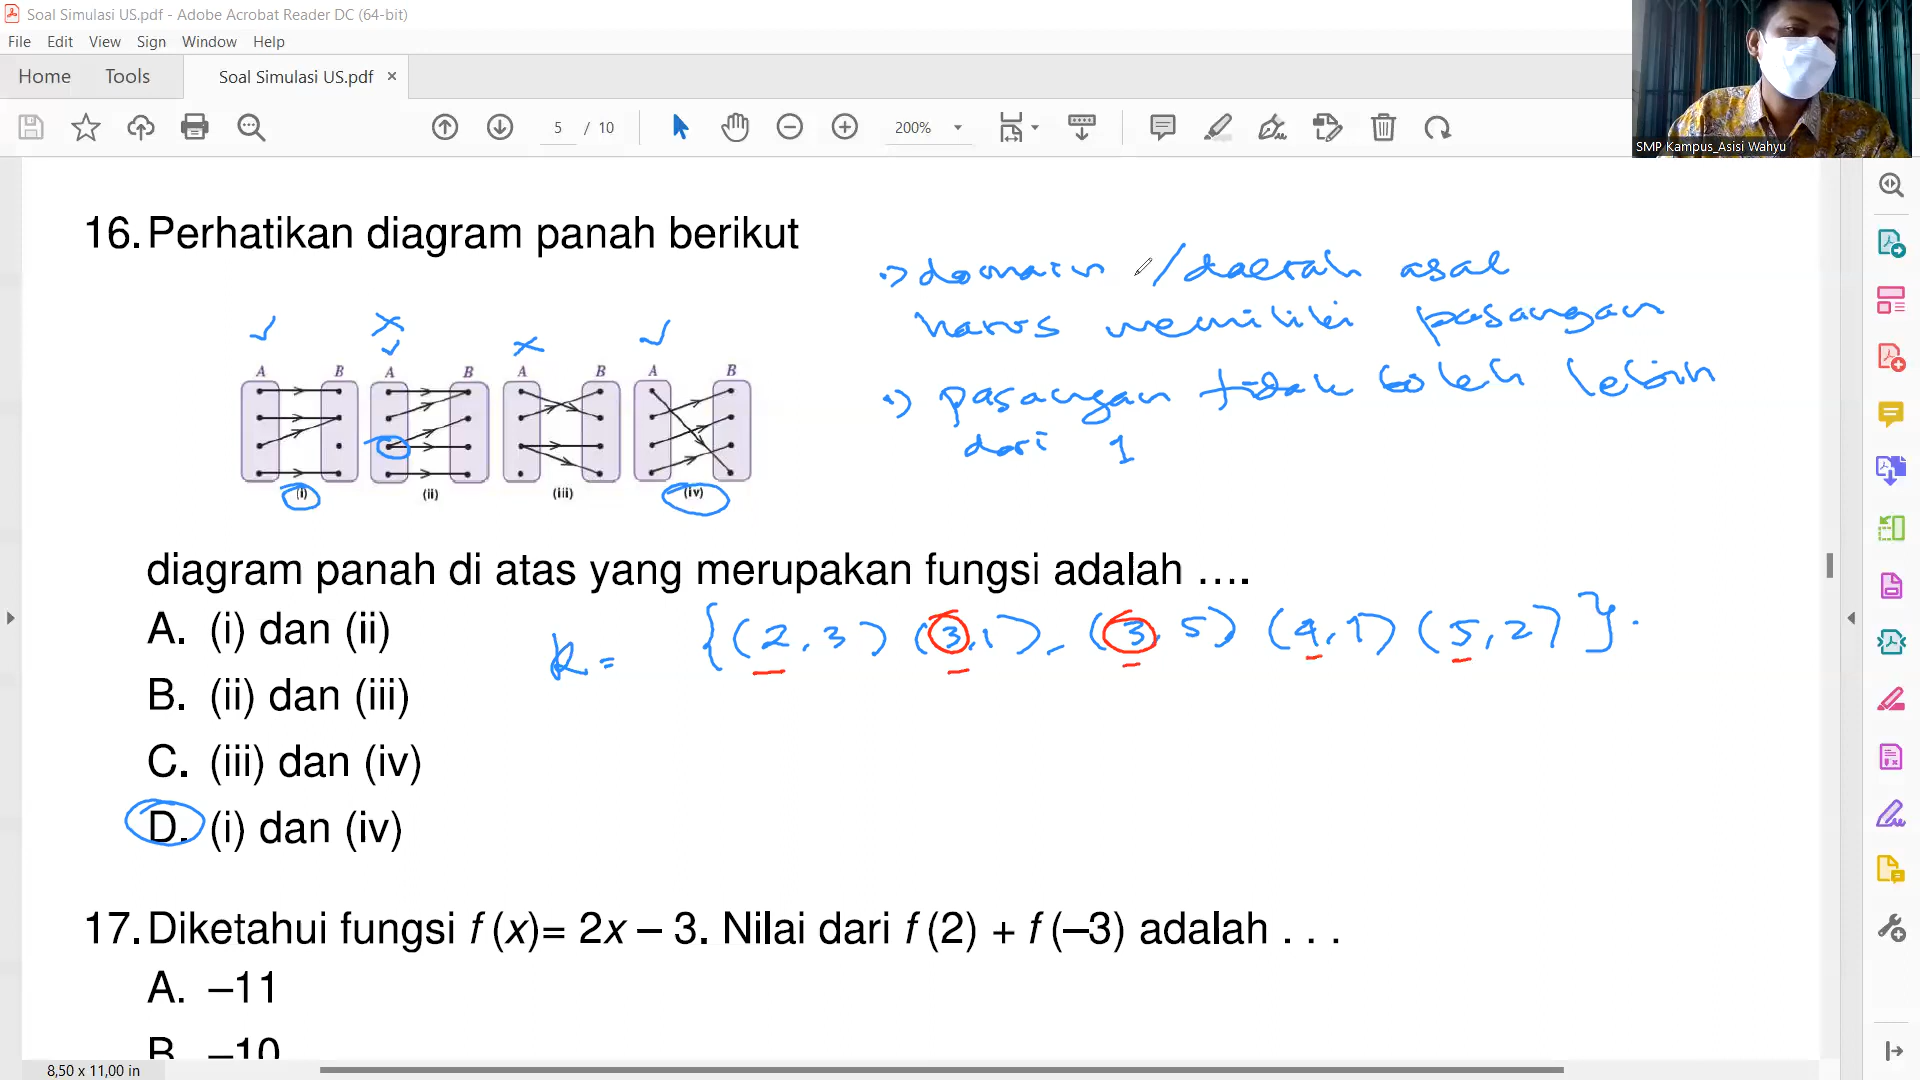 Soal Simulasi US.pdf - Adobe Acrobat Reader DC (64-bit)
File Edit View Sign Window Help
Home Tools Soal Simulasi US.pdf ×
5 / 10 200%
SMP Kampus_Asisi Wahyu
16. Perhatikan diagram panah berikut
·) domain / daerah asal
harus memiliki pasangan
·) pasangan tidak boleh lebih
dari 1
A B A B A B A B
(i) (ii) (iii) (iv)
diagram panah di atas yang merupakan fungsi adalah ....
A. (i) dan (ii)
R = {(2,3) (3,1), (3,5) (4,1) (5,2)}.
B. (ii) dan (iii)
C. (iii) dan (iv)
D. (i) dan (iv)
17. Diketahui fungsi f (x)= 2x – 3. Nilai dari f (2) + f (–3) adalah . . .
A. –11
B. –10
8,50 x 11,00 in